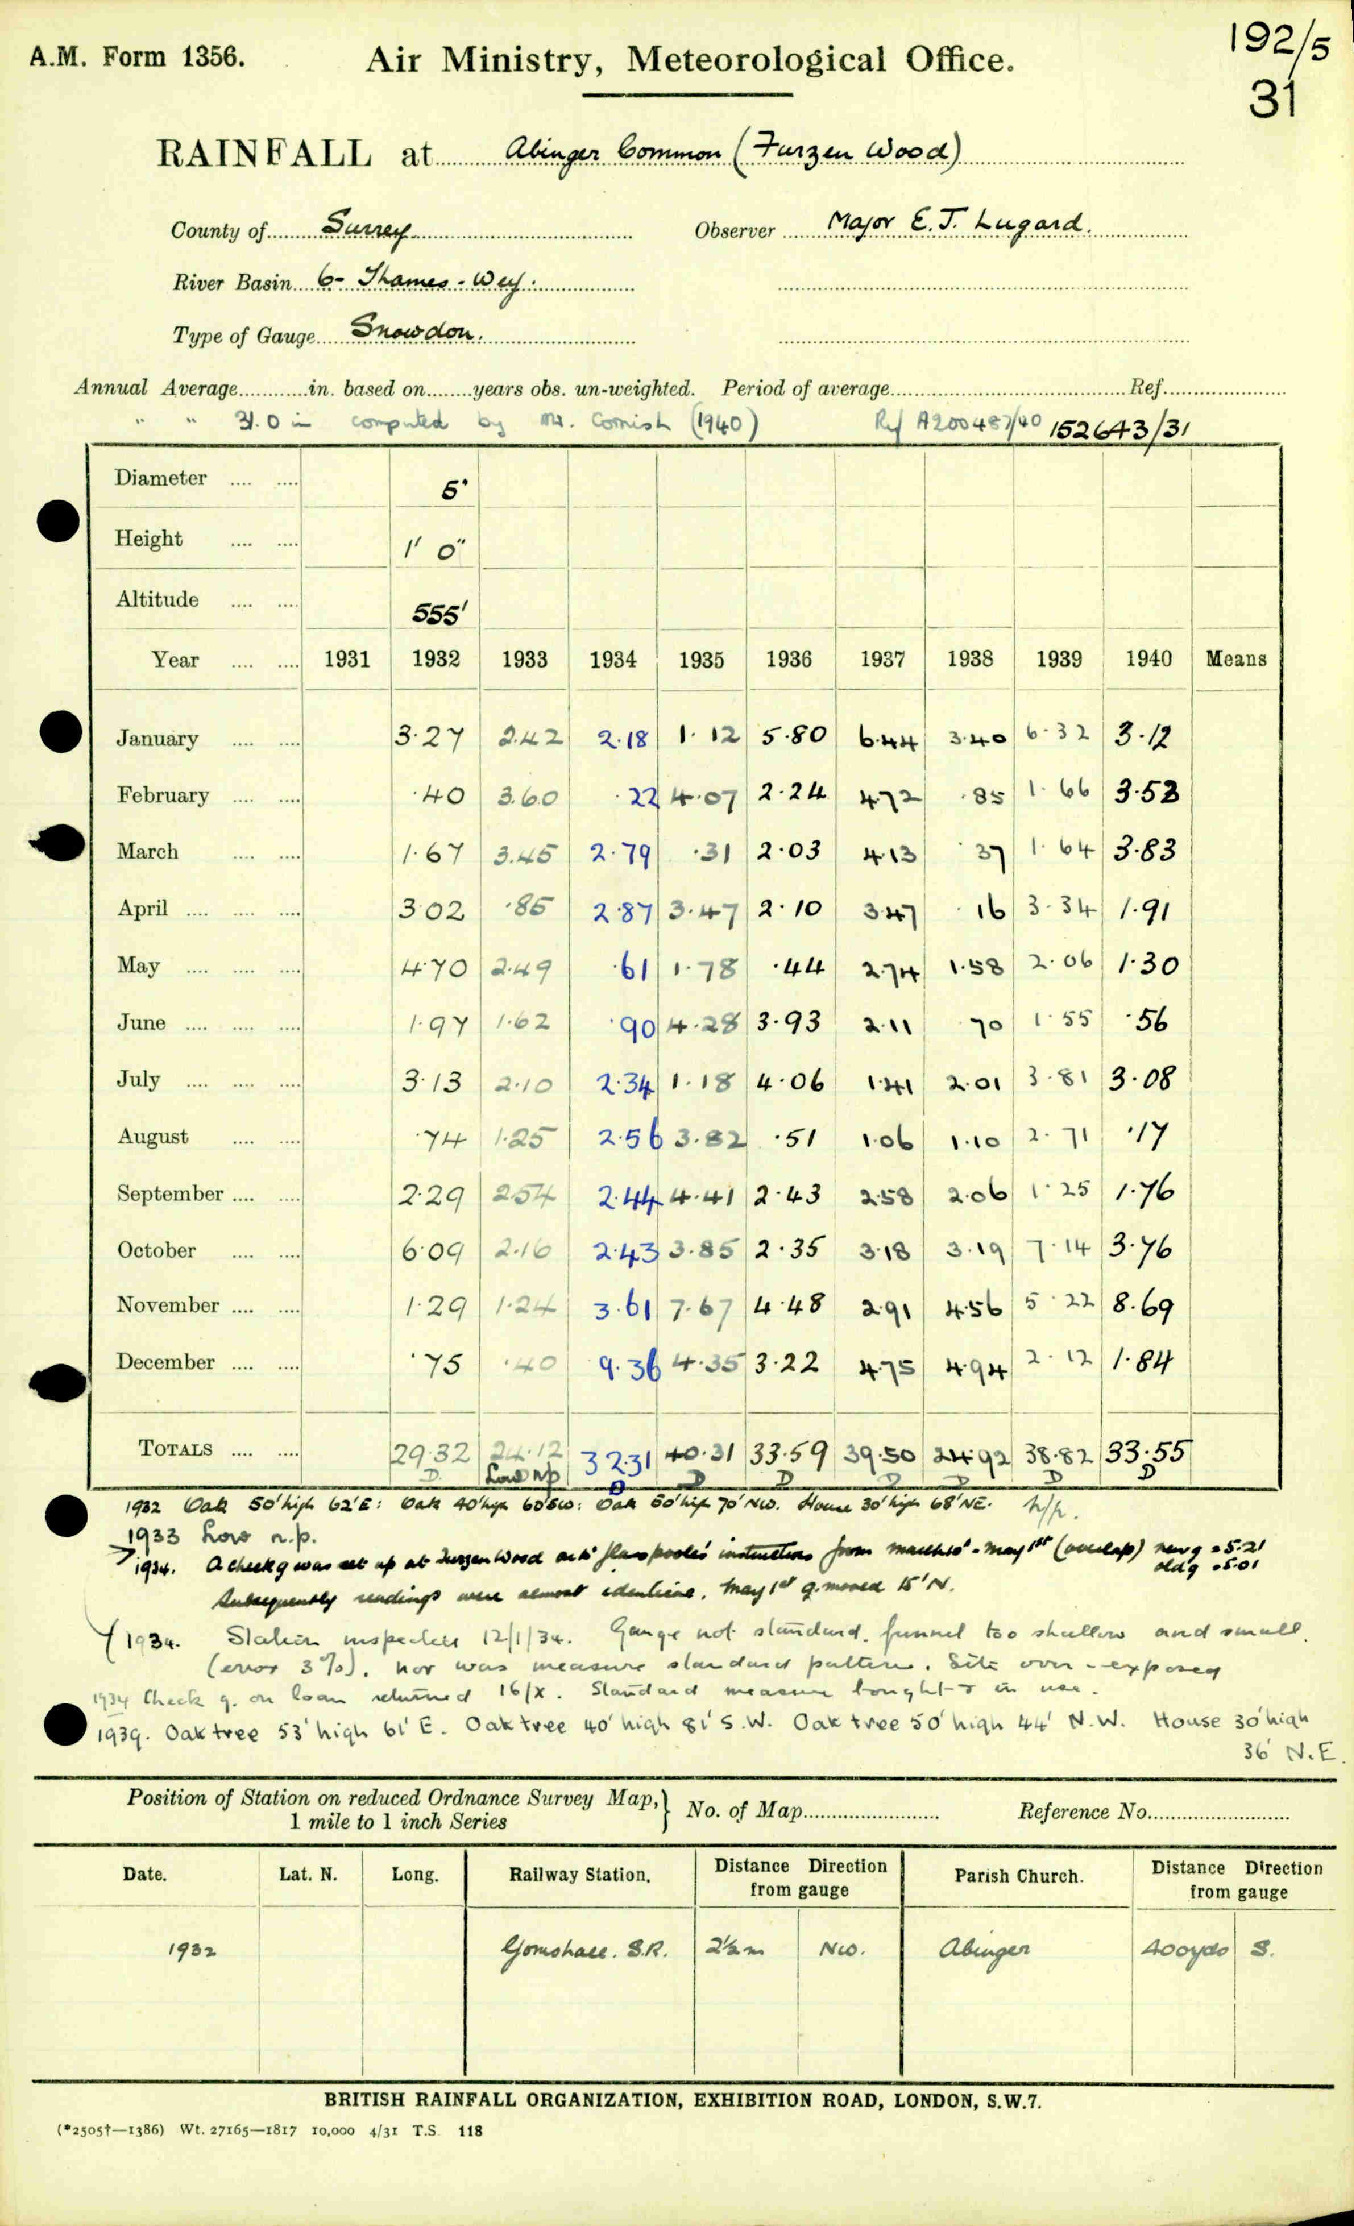 192/5
A.M. Form 1356. Air Ministry, Meteorological Office.
31
RAINFALL at Abinger Common (Furzen Wood)
County of Surrey Observer Major E. J. Lugard.
River Basin 6 - Thames - Wey.
Type of Gauge Snowdon.
Annual Average............in. based on........years obs. un-weighted. Period of average............Ref............
" " 31.0 in computed by Mr. Cornish (1940) Ref A200487/40 152643/31
Diameter .... .... 5"
Height .... .... 1' 0"
Altitude .... .... 555'
Year .... .... 1931 1932 1933 1934 1935 1936 1937 1938 1939 1940 Means
January .... .... 3.27 2.42 2.18 1.12 5.80 6.44 3.40 6.32 3.12
February .... .... .40 3.60 .22 4.07 2.24 4.72 .85 1.66 3.53
March .... .... 1.67 3.45 2.79 .31 2.03 4.13 .37 1.64 3.83
April .... .... .... 3.02 .85 2.87 3.47 2.10 3.47 .16 3.34 1.91
May .... .... .... 4.70 2.49 .61 1.78 .44 2.74 1.58 2.06 1.30
June .... .... .... 1.97 1.62 .90 4.28 3.93 2.11 .70 1.55 .56
July .... .... .... 3.13 2.10 2.34 1.18 4.06 1.41 2.01 3.81 3.08
August .... .... .74 1.25 2.56 3.82 .51 1.06 1.10 2.71 .17
September .... .... 2.29 2.54 2.44 4.41 2.43 2.58 2.06 1.25 1.76
October .... .... 6.09 2.16 2.43 3.85 2.35 3.18 3.19 7.14 3.76
November .... .... 1.29 1.24 3.61 7.67 4.48 2.91 4.56 5.22 8.69
December .... .... .75 .40 9.36 4.35 3.22 4.75 4.94 2.12 1.84
TOTALS .... .... 29.32 24.12 32.31 40.31 33.59 39.50 24.92 38.82 33.55
D Low n/p D D D D D D D
1932 Oak 50' high 62'E: Oak 40' high 60'SW: Oak 50' high 70' NW. House 30' high 68' NE. n/p.
1933 Low n.p.
1934. A check g was set up at Furzen Wood instructions from March 10 - May 1st (overlap) new g = 5.21
old g = 5.01
Subsequently readings were almost identical. May 1st g. moved 15' N.
1934. Station inspected 12/1/34. Gauge not standard. funnel too shallow and small.
(error 3%). nor was measure standard pattern. Site over-exposed
1934 Check g. on loan returned 16/X. Standard measure bought & in use.
1939. Oak tree 53' high 61' E. Oak tree 40' high 81' S.W. Oak tree 50' high 44' N.W. House 30' high
36' N.E.
Position of Station on reduced Ordnance Survey Map, 1 mile to 1 inch Series } No. of Map............ Reference No............
Date. Lat. N. Long. Railway Station. Distance Direction from gauge Parish Church. Distance Direction from gauge
1932 Gomshall. S.R. 2½ m NW. Abinger 400 yds S.
BRITISH RAINFALL ORGANIZATION, EXHIBITION ROAD, LONDON, S.W.7.
(*2505†—1386) Wt. 27165—1817 10,000 4/31 T.S. 118